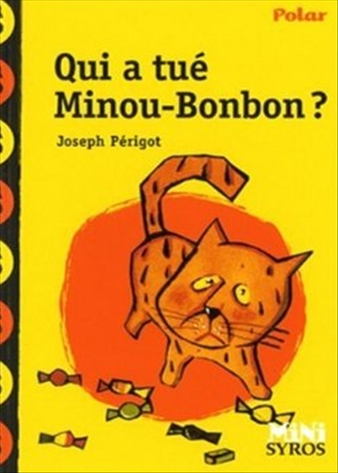 Polar
Qui a tué
Minou-Bonbon ?
Joseph Périgot
MiNi
SYROS